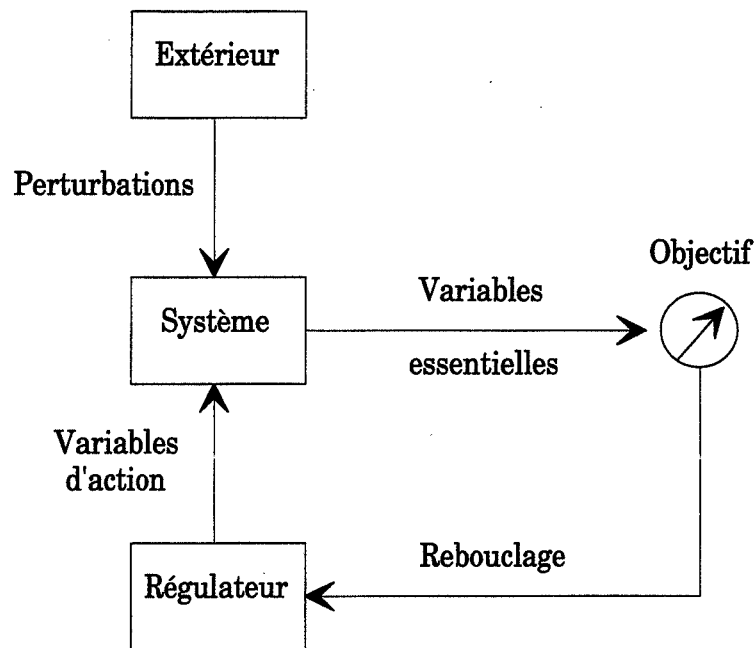 Extérieur
Perturbations
Objectif
Variables
Système
essentielles
Variables
d'action
Rebouclage
Régulateur